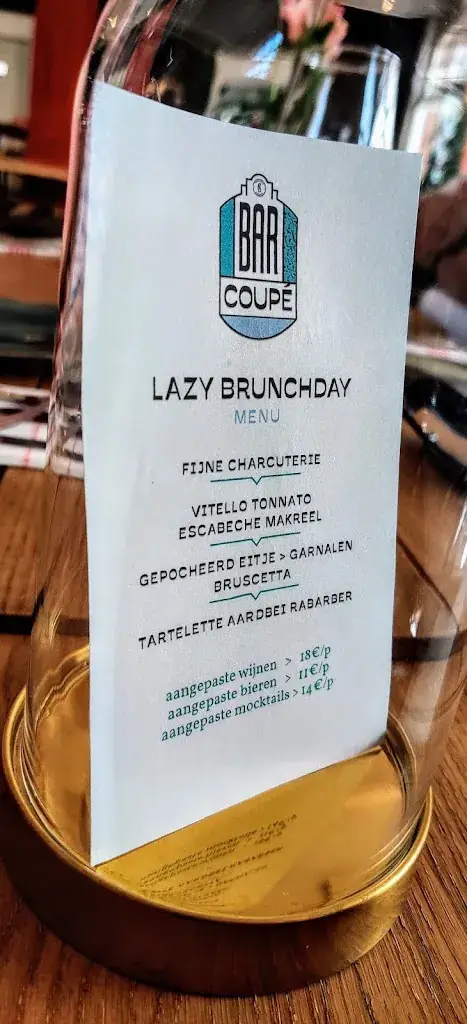 BAR
COUPÉ
LAZY BRUNCHDAY
MENU
FIJNE CHARCUTERIE
VITELLO TONNATO
ESCABECHE MAKREEL
GEPOCHEERD EITJE > GARNALEN
BRUSCETTA
TARTELETTE AARDBEI RABARBER
aangepaste wijnen > 18€/p
aangepaste bieren > 11€/p
aangepaste mocktails > 14€/p